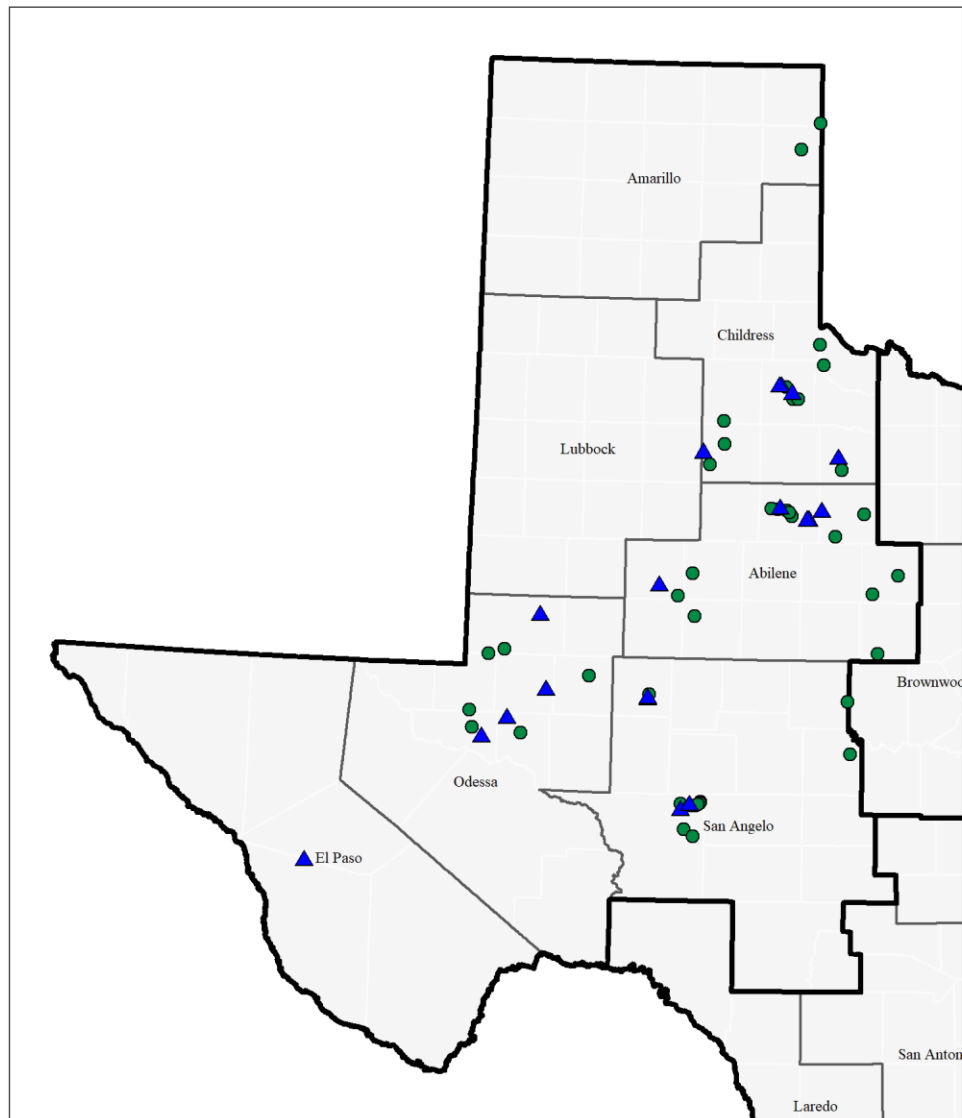 Amarillo
Childress
Lubbock
Abilene
Brownwoo
Odessa
San Angelo
El Paso
San Anton
Laredo